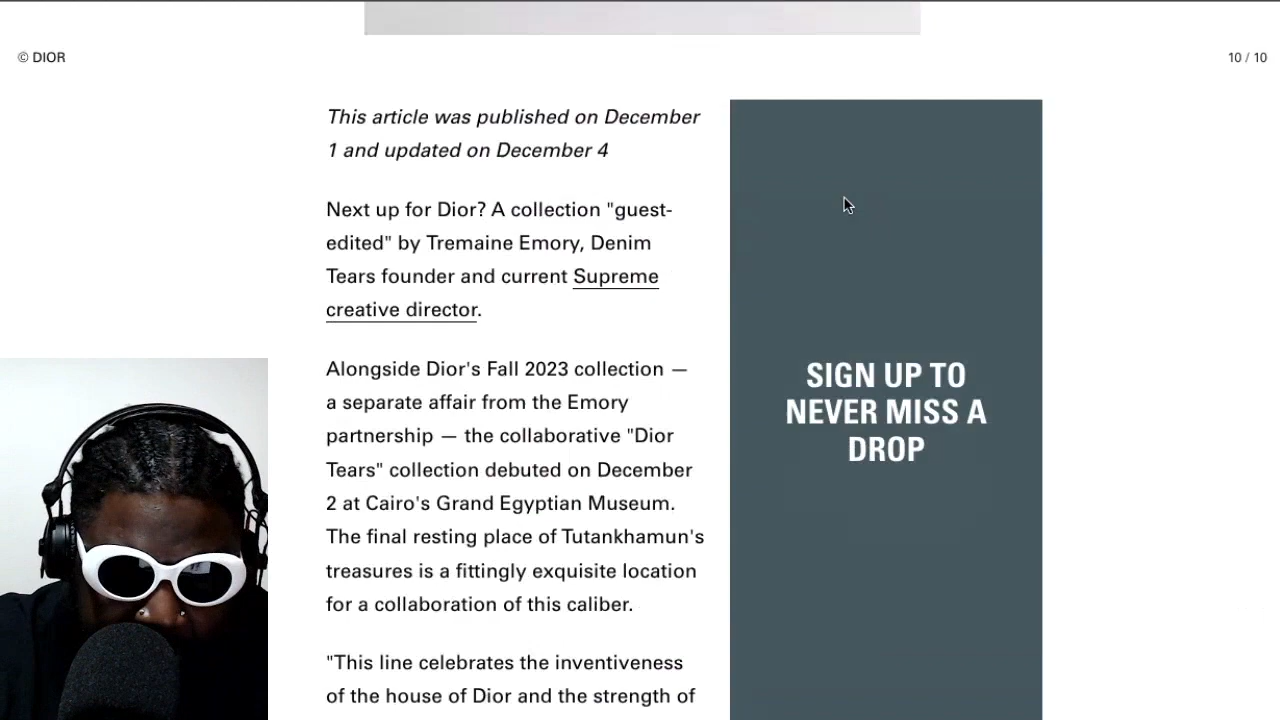 © DIOR
10 / 10
This article was published on December
1 and updated on December 4
Next up for Dior? A collection "guest-
edited" by Tremaine Emory, Denim
Tears founder and current Supreme
creative director.
Alongside Dior's Fall 2023 collection —
a separate affair from the Emory
partnership — the collaborative "Dior
Tears" collection debuted on December
2 at Cairo's Grand Egyptian Museum.
The final resting place of Tutankhamun's
treasures is a fittingly exquisite location
for a collaboration of this caliber.
"This line celebrates the inventiveness
of the house of Dior and the strength of
SIGN UP TO
NEVER MISS A
DROP